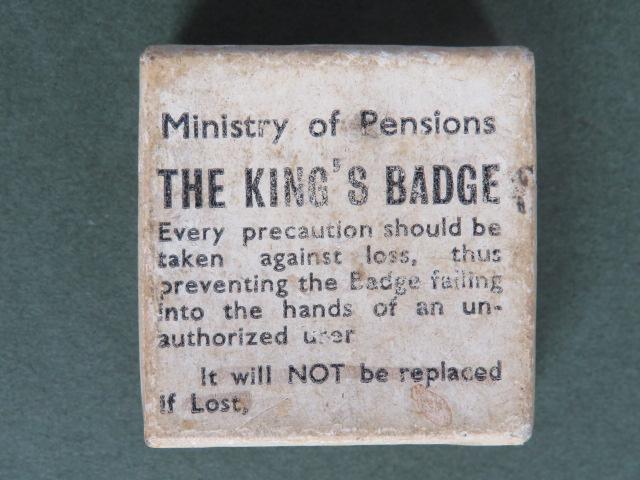 Ministry of Pensions
THE KING'S BADGE
Every precaution should be
taken against loss, thus
preventing the Badge falling
into the hands of an un-
authorized user
It will NOT be replaced
if Lost,